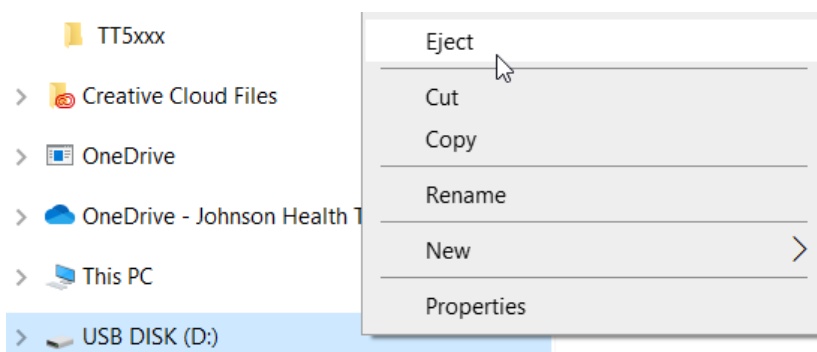 TT5xxx
Creative Cloud Files
OneDrive
OneDrive - Johnson Health
This PC
USB DISK (D:)
Eject
Cut
Copy
Rename
New
Properties